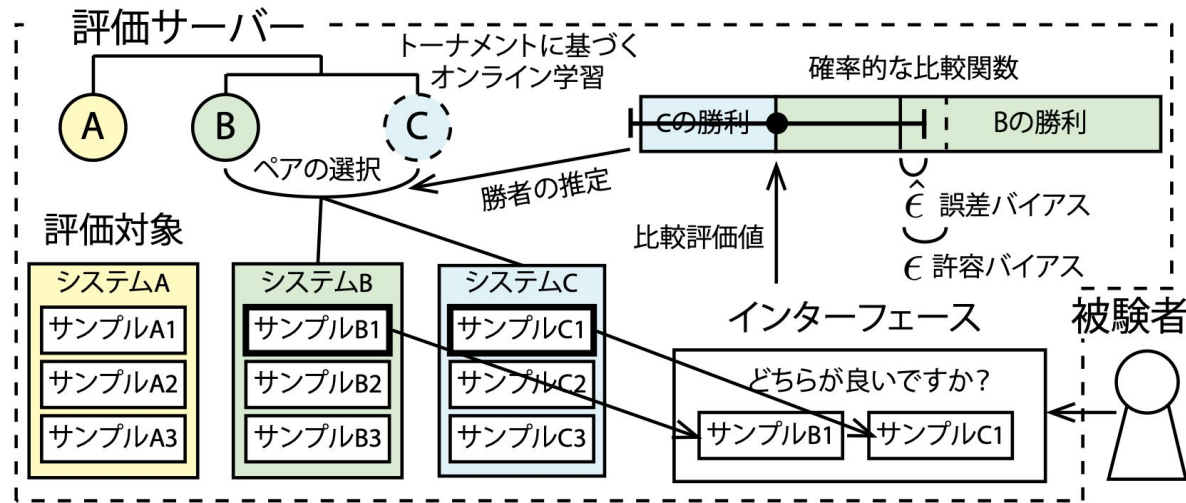 評価サーバー
トーナメントに基づく
オンライン学習
A
B
C
ペアの選択
確率的な比較関数
Cの勝利
Bの勝利
勝者の推定
比較評価値
ε̂ 誤差バイアス
ε 許容バイアス
評価対象
システムA
サンプルA1
サンプルA2
サンプルA3
システムB
サンプルB1
サンプルB2
サンプルB3
システムC
サンプルC1
サンプルC2
サンプルC3
インターフェース
どちらが良いですか?
サンプルB1
サンプルC1
被験者